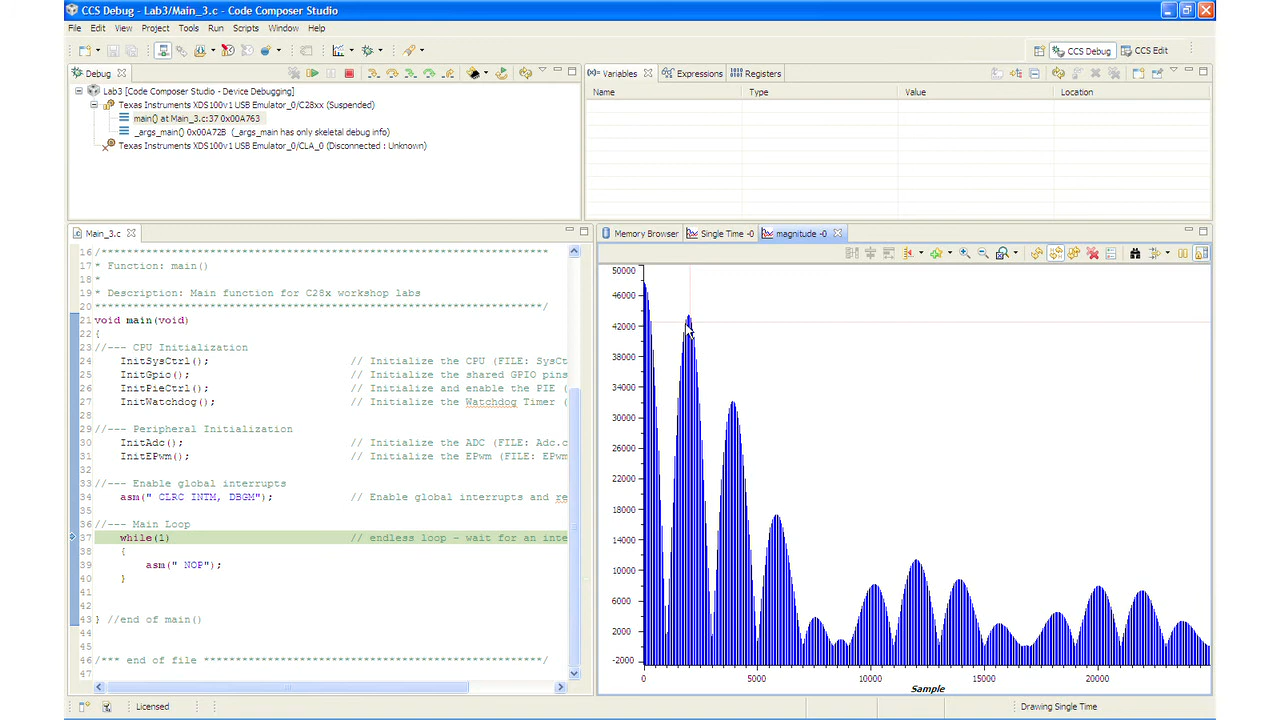 CCS Debug - Lab3/Main_3.c - Code Composer Studio
File Edit View Project Tools Run Scripts Window Help
CCS Debug CCS Edit
Debug
Lab3 [Code Composer Studio - Device Debugging]
Texas Instruments XDS100v1 USB Emulator_0/C28xx (Suspended)
main() at Main_3.c:37 0x00A763
_args_main() 0x00A72B (_args_main has only skeletal debug info)
Texas Instruments XDS100v1 USB Emulator_0/CLA_0 (Disconnected : Unknown)
Variables Expressions Registers
Name Type Value Location
Main_3.c
16 /**********************************************************************
17 * Function: main()
18 *
19 * Description: Main function for C28x workshop labs
20 **********************************************************************/
21 void main(void)
22 {
23 //--- CPU Initialization
24 InitSysCtrl(); // Initialize the CPU (FILE: SysCt
25 InitGpio(); // Initialize the shared GPIO pins
26 InitPieCtrl(); // Initialize and enable the PIE (
27 InitWatchdog(); // Initialize the Watchdog Timer (
28
29 //--- Peripheral Initialization
30 InitAdc(); // Initialize the ADC (FILE: Adc.c
31 InitEPwm(); // Initialize the EPwm (FILE: EPwm
32
33 //--- Enable global interrupts
34 asm(" CLRC INTM, DBGM"); // Enable global interrupts and re
35
36 //--- Main Loop
37 while(1) // endless loop - wait for an inte
38 {
39 asm(" NOP");
40 }
41
42
43 } //end of main()
44
45
46 /*** end of file *****************************************************/
47
Memory Browser Single Time -0 magnitude -0
50000
46000
42000
38000
34000
30000
26000
22000
18000
14000
10000
6000
2000
-2000
0 5000 10000 15000 20000
Sample
Licensed
Drawing Single Time